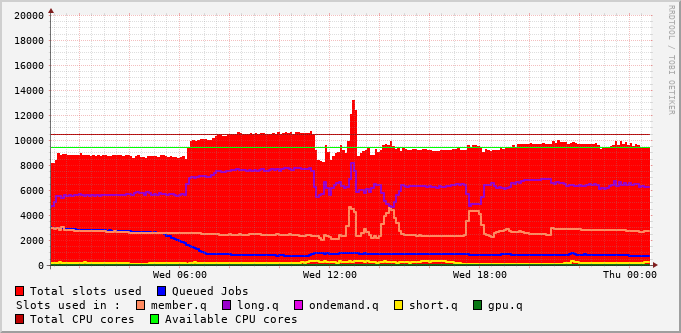 RRDTOOL / TOBI OETIKER
20000
18000
16000
14000
12000
10000
8000
6000
4000
2000
0
Wed 06:00 Wed 12:00 Wed 18:00 Thu 00:00
Total slots used Queued Jobs
Slots used in : member.q long.q ondemand.q short.q gpu.q
Total CPU cores Available CPU cores